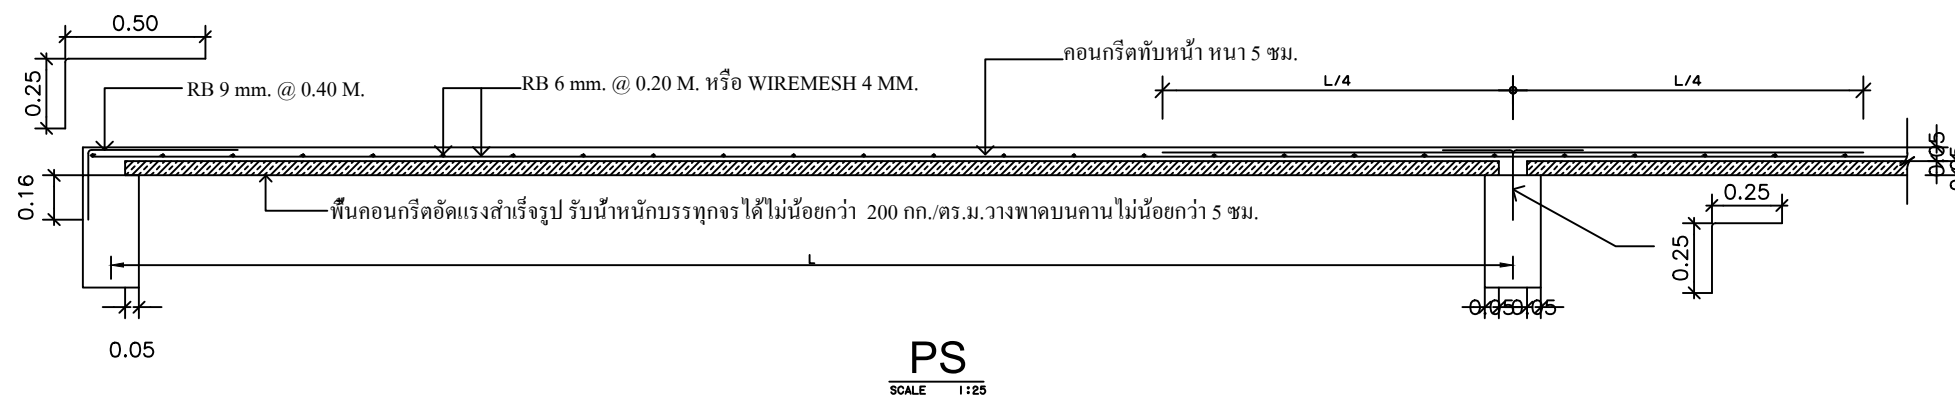 0.50
0.25
RB 9 mm. @ 0.40 M.
RB 6 mm. @ 0.20 M. หรือ WIREMESH 4 MM.
คอนกรีตทับหน้า หนา 5 ซม.
L/4
L/4
0.05
0.16
พื้นคอนกรีตอัดแรงสำเร็จรูป รับน้ำหนักบรรทุกจรได้ไม่น้อยกว่า 200 กก./ตร.ม.วางพาดบนคานไม่น้อยกว่า 5 ซม.
0.25
0.25
L
0.05
0.05
0.05
PS
SCALE 1:25